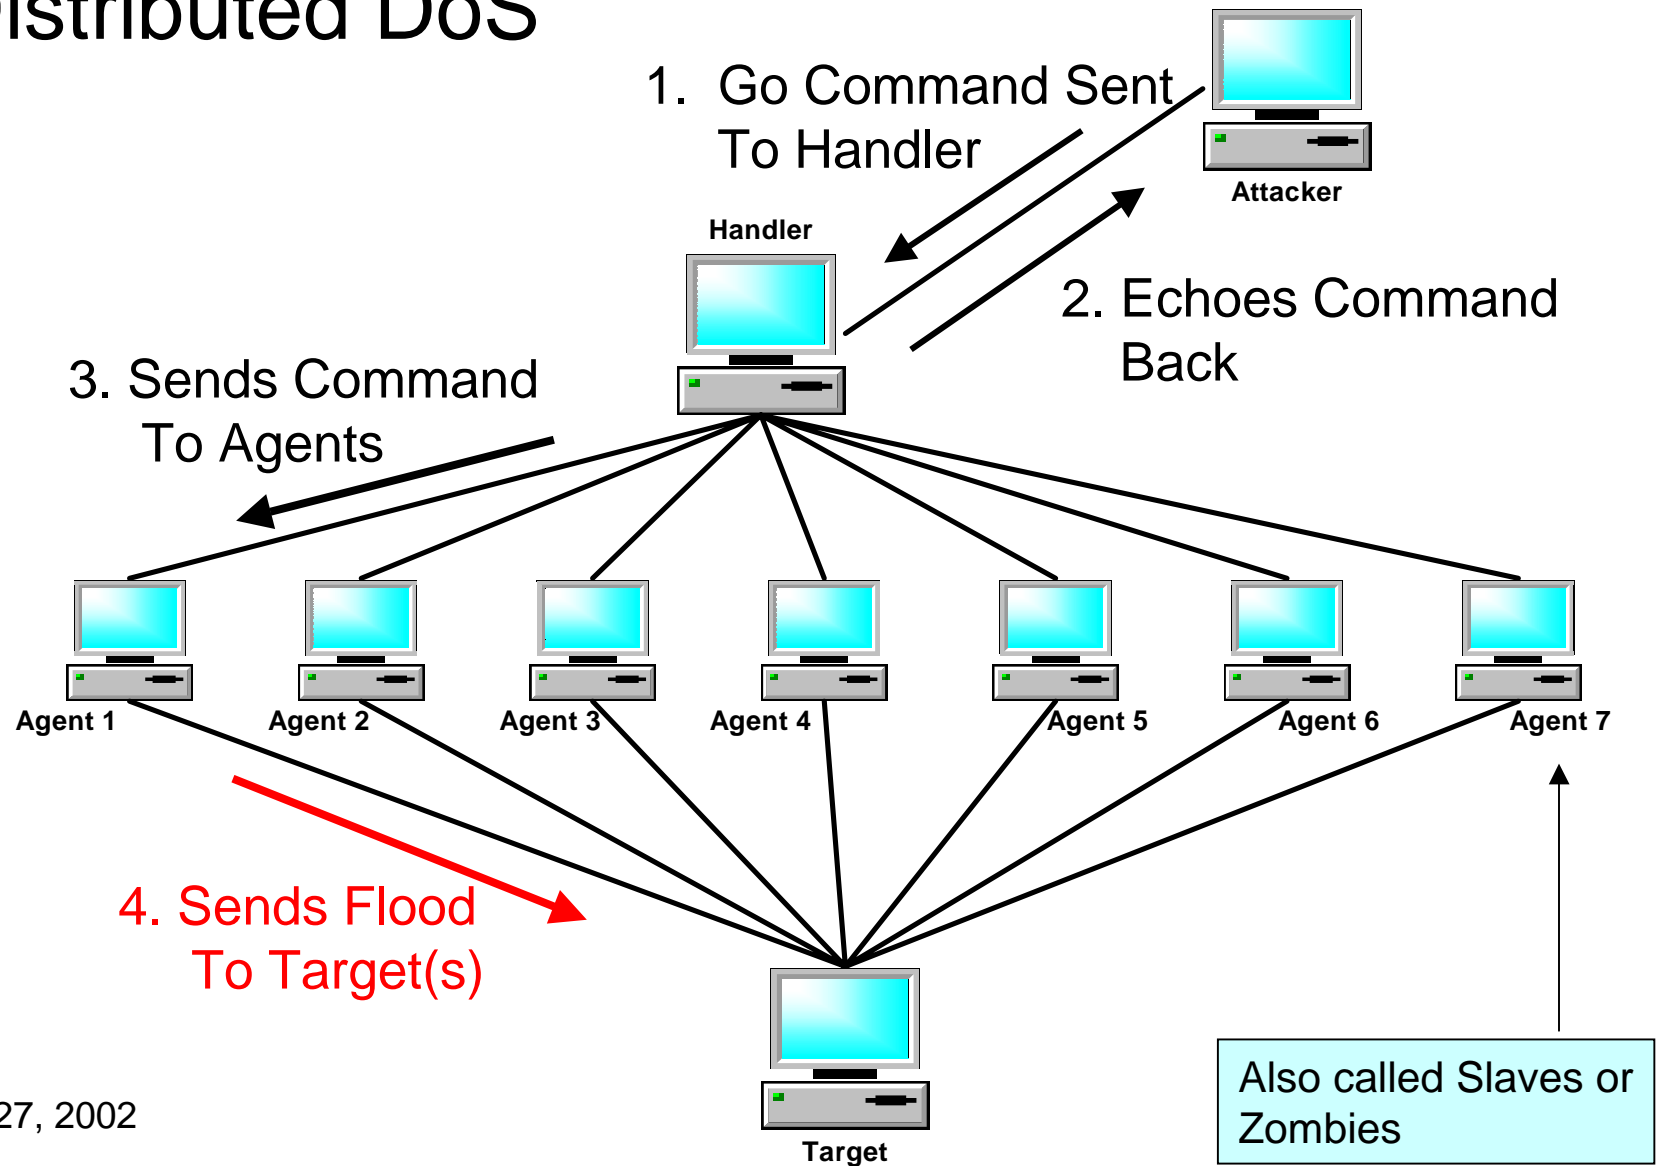 istributed DoS
1. Go Command Sent
To Handler
Attacker
Handler
2. Echoes Command
Back
3. Sends Command
To Agents
Agent 1 Agent 2 Agent 3 Agent 4 Agent 5 Agent 6 Agent 7
4. Sends Flood
To Target(s)
Also called Slaves or
Zombies
27, 2002
Target